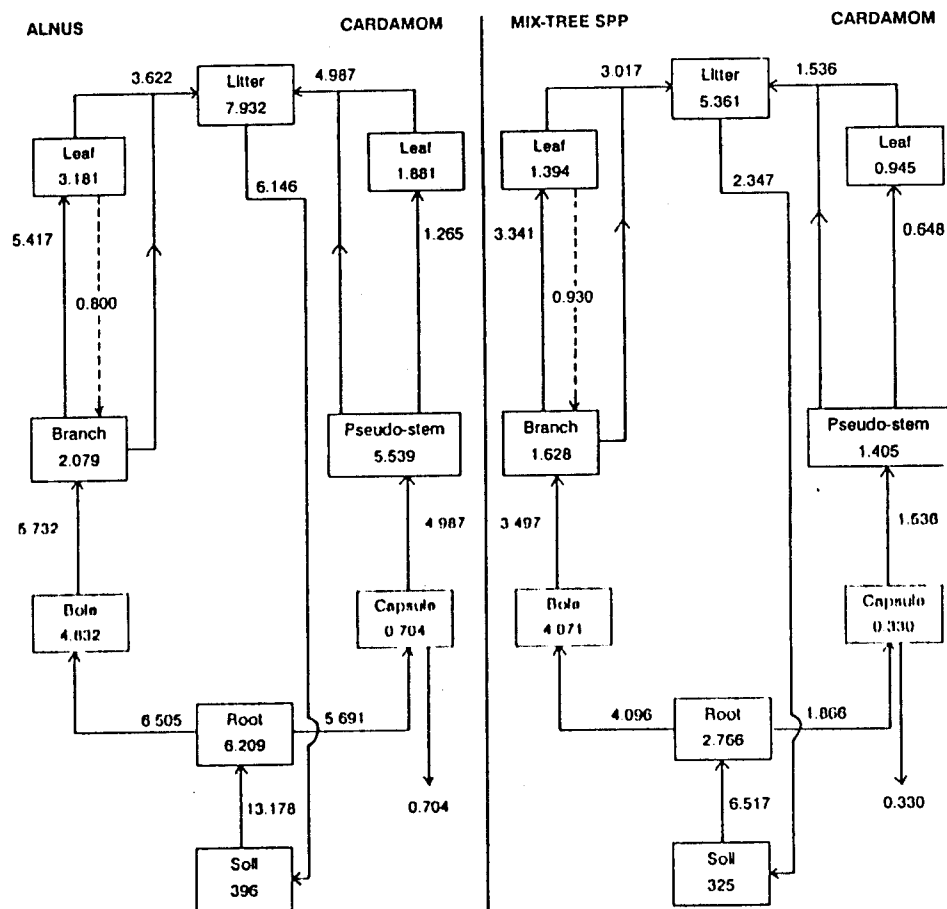 ALNUS
CARDAMOM
3.622
Litter
7.932
4.987
Leaf
3.181
6.146
Leaf
1.881
5.417
0.800
1.265
Branch
2.079
Pseudo-stem
5.539
5.732
4.987
Bole
4.832
Capsule
0.704
6.505
Root
6.209
5.691
13.178
0.704
Soil
396
MIX-TREE SPP
CARDAMOM
3.017
Litter
5.361
1.536
Leaf
1.394
2.347
Leaf
0.945
3.341
0.930
0.648
Branch
1.628
Pseudo-stem
1.405
3.497
1.536
Bole
4.071
Capsule
0.330
4.096
Root
2.766
1.866
6.517
0.330
Soil
325